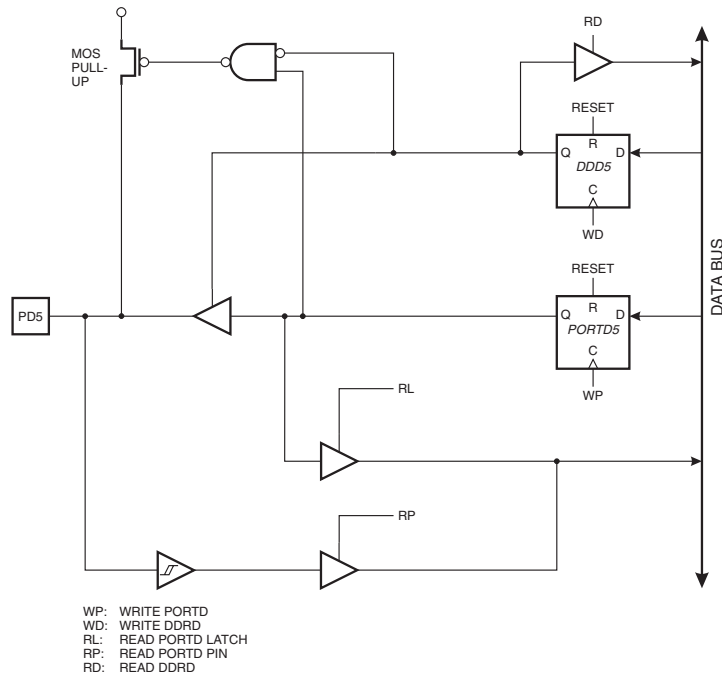 RD
MOS
PULL-
UP
RESET
R
Q
D
DDD5
C
WD
RESET
R
Q
D
PORTD5
C
WP
PD5
RL
RP
DATA BUS
WP: WRITE PORTD
WD: WRITE DDRD
RL: READ PORTD LATCH
RP: READ PORTD PIN
RD: READ DDRD